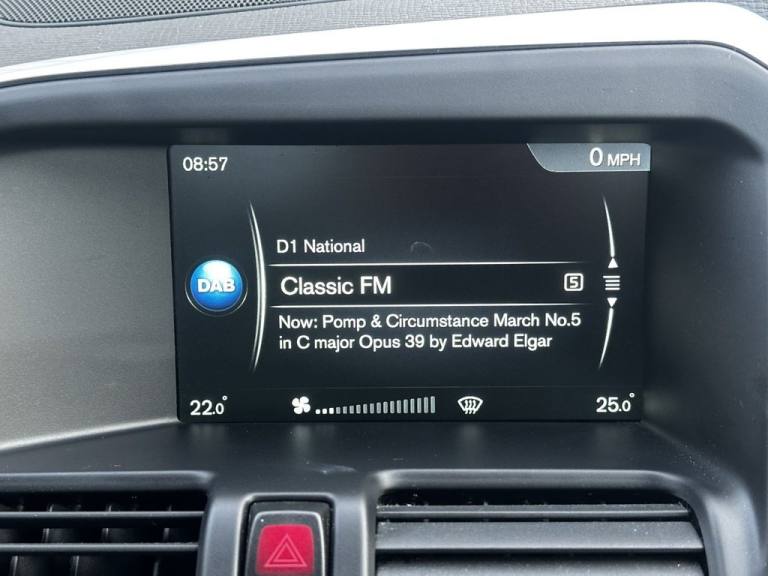 08:57
0 MPH
D1 National
DAB
Classic FM
5
Now: Pomp & Circumstance March No.5
in C major Opus 39 by Edward Elgar
22.0°
25.0°